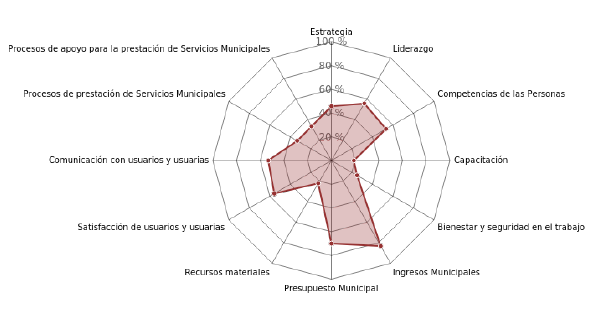 Estrategia
100 %
Procesos de apoyo para la prestación de Servicios Municipales
Liderazgo
80 %
Procesos de prestación de Servicios Municipales
60 %
Competencias de las Personas
40 %
20 %
Comunicación con usuarios y usuarias
Capacitación
Satisfacción de usuarios y usuarias
Bienestar y seguridad en el trabajo
Recursos materiales
Ingresos Municipales
Presupuesto Municipal